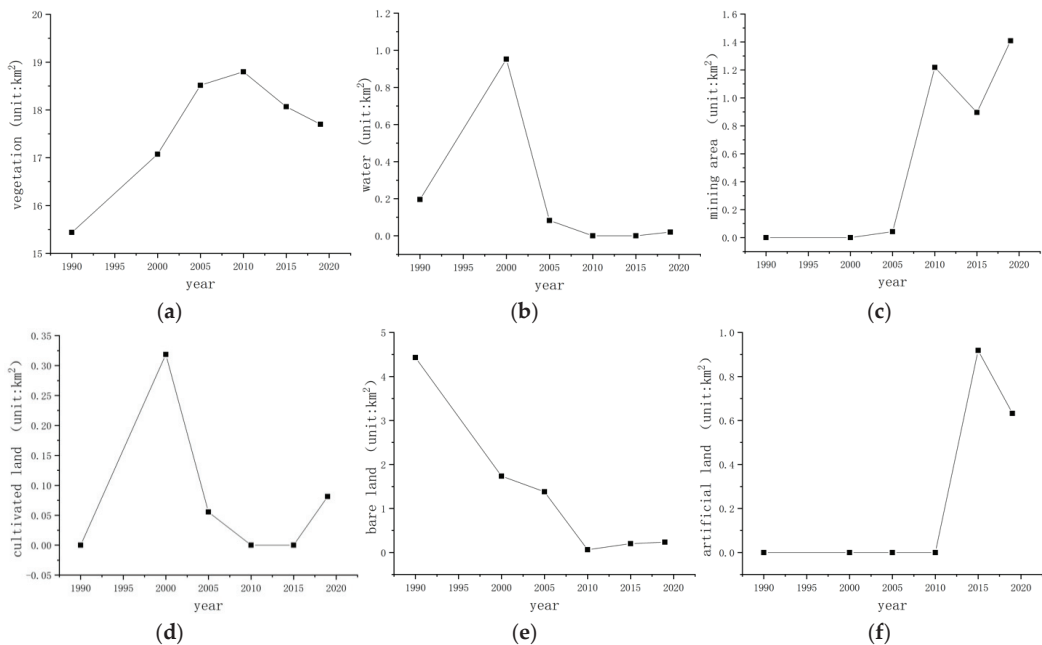 vegetation (unit:km²)
20
19
18
17
16
15
1990 1995 2000 2005 2010 2015 2020
year
(a)
water (unit:km²)
1.2
1.0
0.8
0.6
0.4
0.2
0.0
1990 1995 2000 2005 2010 2015 2020
year
(b)
mining area (unit:km²)
1.6
1.4
1.2
1.0
0.8
0.6
0.4
0.2
0.0
1990 1995 2000 2005 2010 2015 2020
year
(c)
cultivated land (unit:km²)
0.35
0.30
0.25
0.20
0.15
0.10
0.05
0.00
-0.05
1990 1995 2000 2005 2010 2015 2020
year
(d)
bare land (unit:km²)
5
4
3
2
1
0
1990 1995 2000 2005 2010 2015 2020
year
(e)
artificial land (unit:km²)
1.0
0.8
0.6
0.4
0.2
0.0
1990 1995 2000 2005 2010 2015 2020
year
(f)